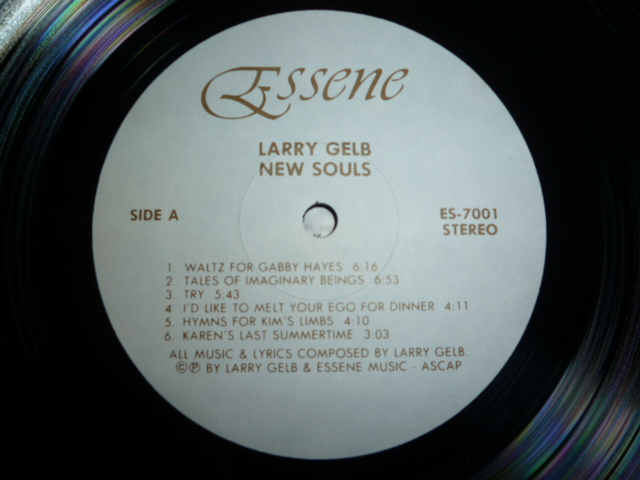 Essene
LARRY GELB
NEW SOULS
SIDE A
ES-7001
STEREO
1 WALTZ FOR GABBY HAYES 6:16
2 TALES OF IMAGINARY BEINGS 6:53
3 TRY 5:43
4 I'D LIKE TO MELT YOUR EGO FOR DINNER 4:11
5 HYMNS FOR KIM'S LIMBS 4:10
6 KAREN'S LAST SUMMERTIME 3:03
ALL MUSIC & LYRICS COMPOSED BY LARRY GELB.
©℗ BY LARRY GELB & ESSENE MUSIC · ASCAP